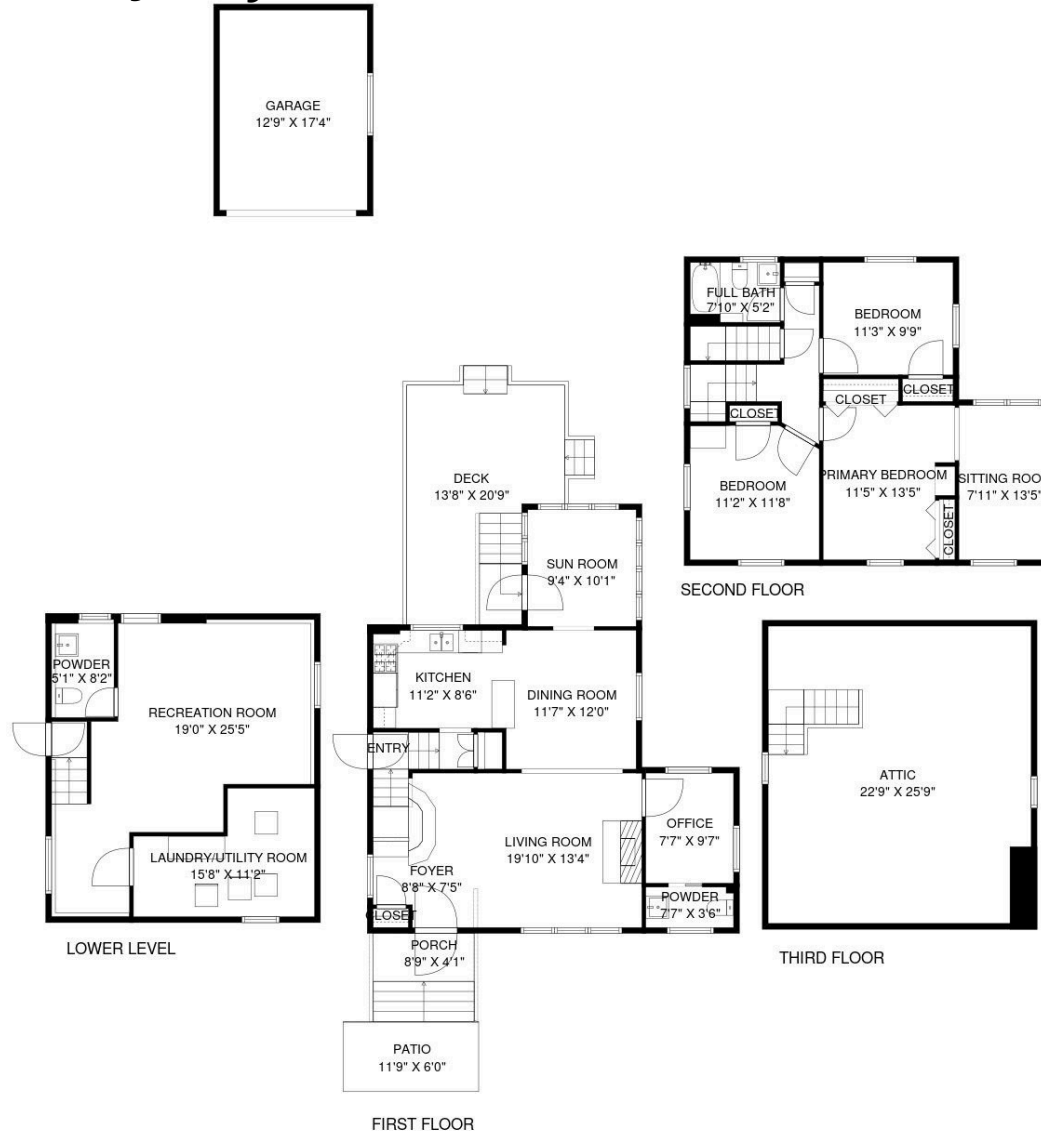 GARAGE
12'9" X 17'4"
FULL BATH
7'10" X 5'2"
BEDROOM
11'3" X 9'9"
CLOSET
CLOSET
CLOSET
BEDROOM
11'2" X 11'8"
PRIMARY BEDROOM
11'5" X 13'5"
CLOSET
SITTING ROO
7'11" X 13'5"
SECOND FLOOR
DECK
13'8" X 20'9"
SUN ROOM
9'4" X 10'1"
KITCHEN
11'2" X 8'6"
DINING ROOM
11'7" X 12'0"
ENTRY
LIVING ROOM
19'10" X 13'4"
OFFICE
7'7" X 9'7"
FOYER
8'8" X 7'5"
CLOSET
POWDER
7'7" X 3'6"
PORCH
8'9" X 4'1"
PATIO
11'9" X 6'0"
FIRST FLOOR
POWDER
5'1" X 8'2"
RECREATION ROOM
19'0" X 25'5"
LAUNDRY/UTILITY ROOM
15'8" X 11'2"
LOWER LEVEL
ATTIC
22'9" X 25'9"
THIRD FLOOR